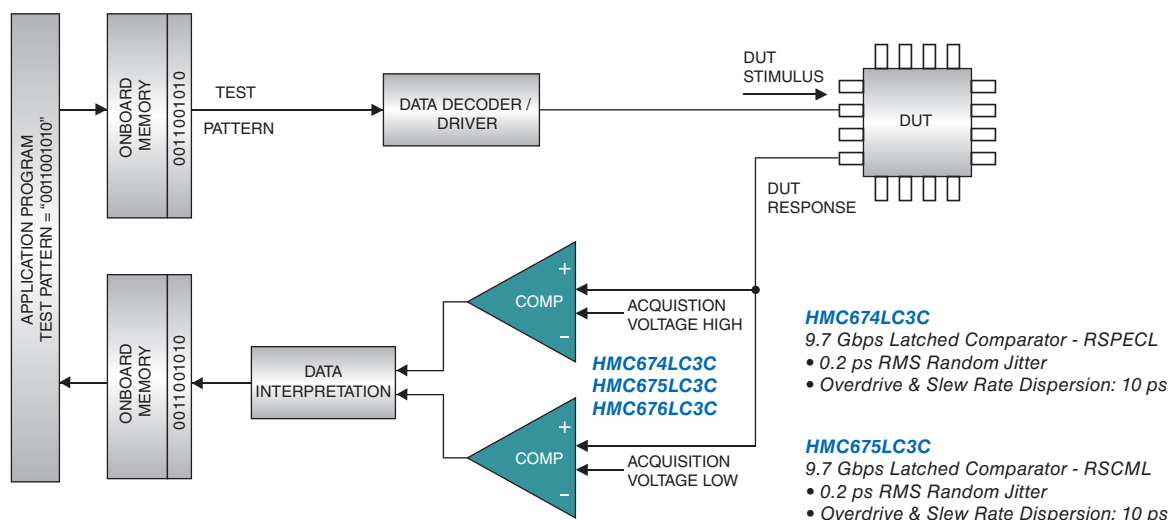 APPLICATION PROGRAM
TEST PATTERN = "0011001010"
ONBOARD
MEMORY
0011001010
TEST
PATTERN
DATA DECODER /
DRIVER
DUT
STIMULUS
DUT
DUT
RESPONSE
ONBOARD
MEMORY
0011001010
DATA
INTERPRETATION
+
COMP
–
ACQUISTION
VOLTAGE HIGH
HMC674LC3C
HMC675LC3C
HMC676LC3C
+
COMP
–
ACQUISITION
VOLTAGE LOW
HMC674LC3C
9.7 Gbps Latched Comparator - RSPECL
• 0.2 ps RMS Random Jitter
• Overdrive & Slew Rate Dispersion: 10 ps
HMC675LC3C
9.7 Gbps Latched Comparator - RSCML
• 0.2 ps RMS Random Jitter
• Overdrive & Slew Rate Dispersion: 10 ps